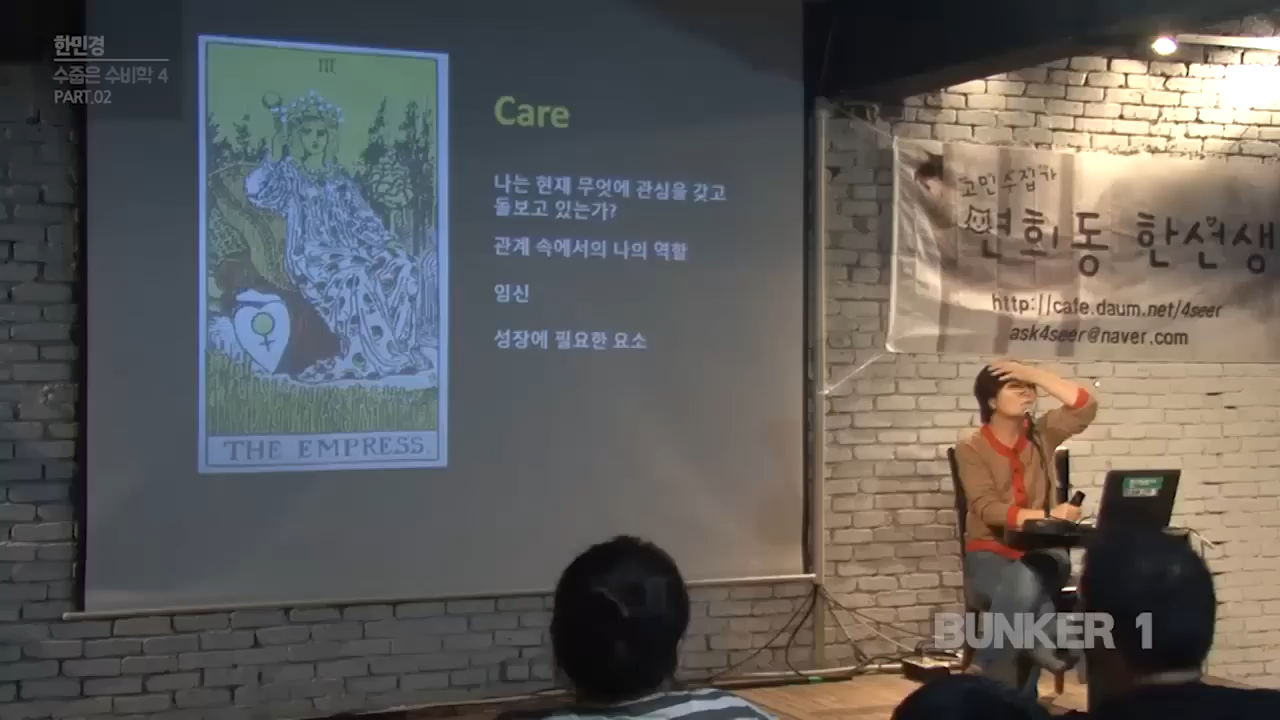 한민경
수줍은 수비학 4
PART.02
III
THE EMPRESS.
Care
나는 현재 무엇에 관심을 갖고
돌보고 있는가?
관계 속에서의 나의 역할
임신
성장에 필요한 요소
고민 수집가
연희동 한선생
http://cafe.daum.net/4seer
ask4seer@naver.com
BUNKER 1